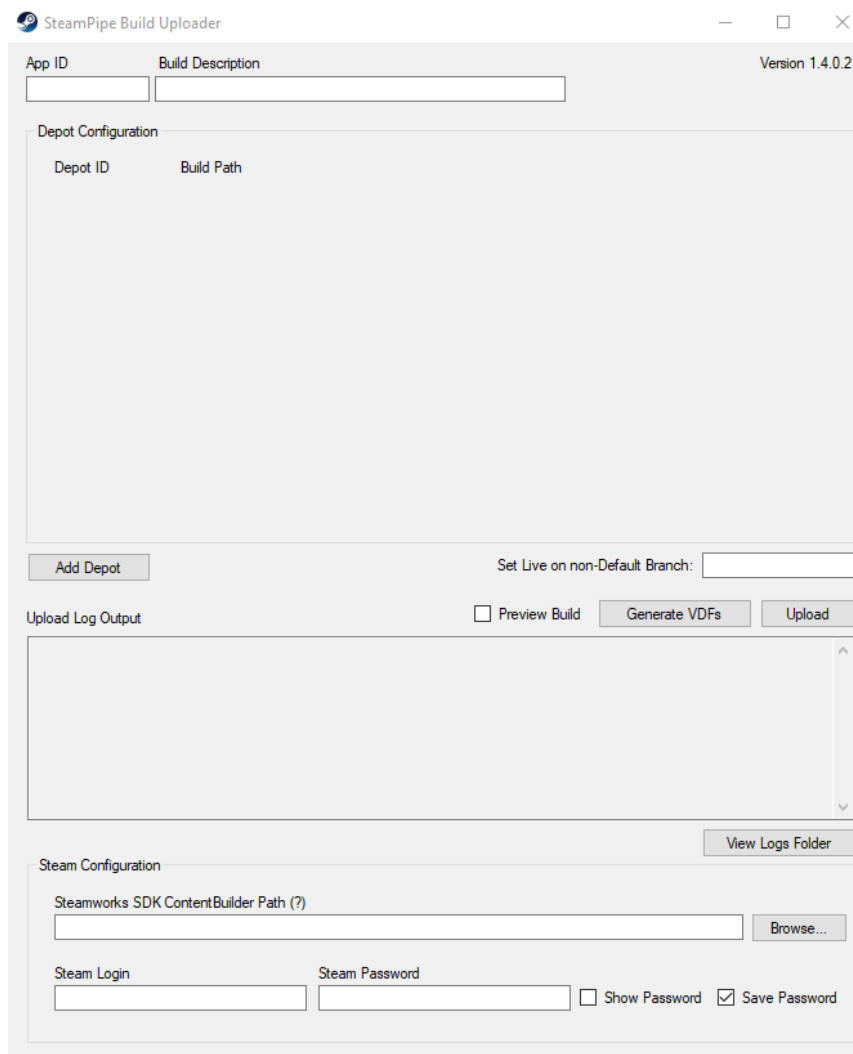 SteamPipe Build Uploader
App ID Build Description Version 1.4.0.2
Depot Configuration
Depot ID Build Path
Add Depot Set Live on non-Default Branch:
Upload Log Output Preview Build Generate VDFs Upload
View Logs Folder
Steam Configuration
Steamworks SDK ContentBuilder Path (?)
Browse...
Steam Login Steam Password
Show Password Save Password